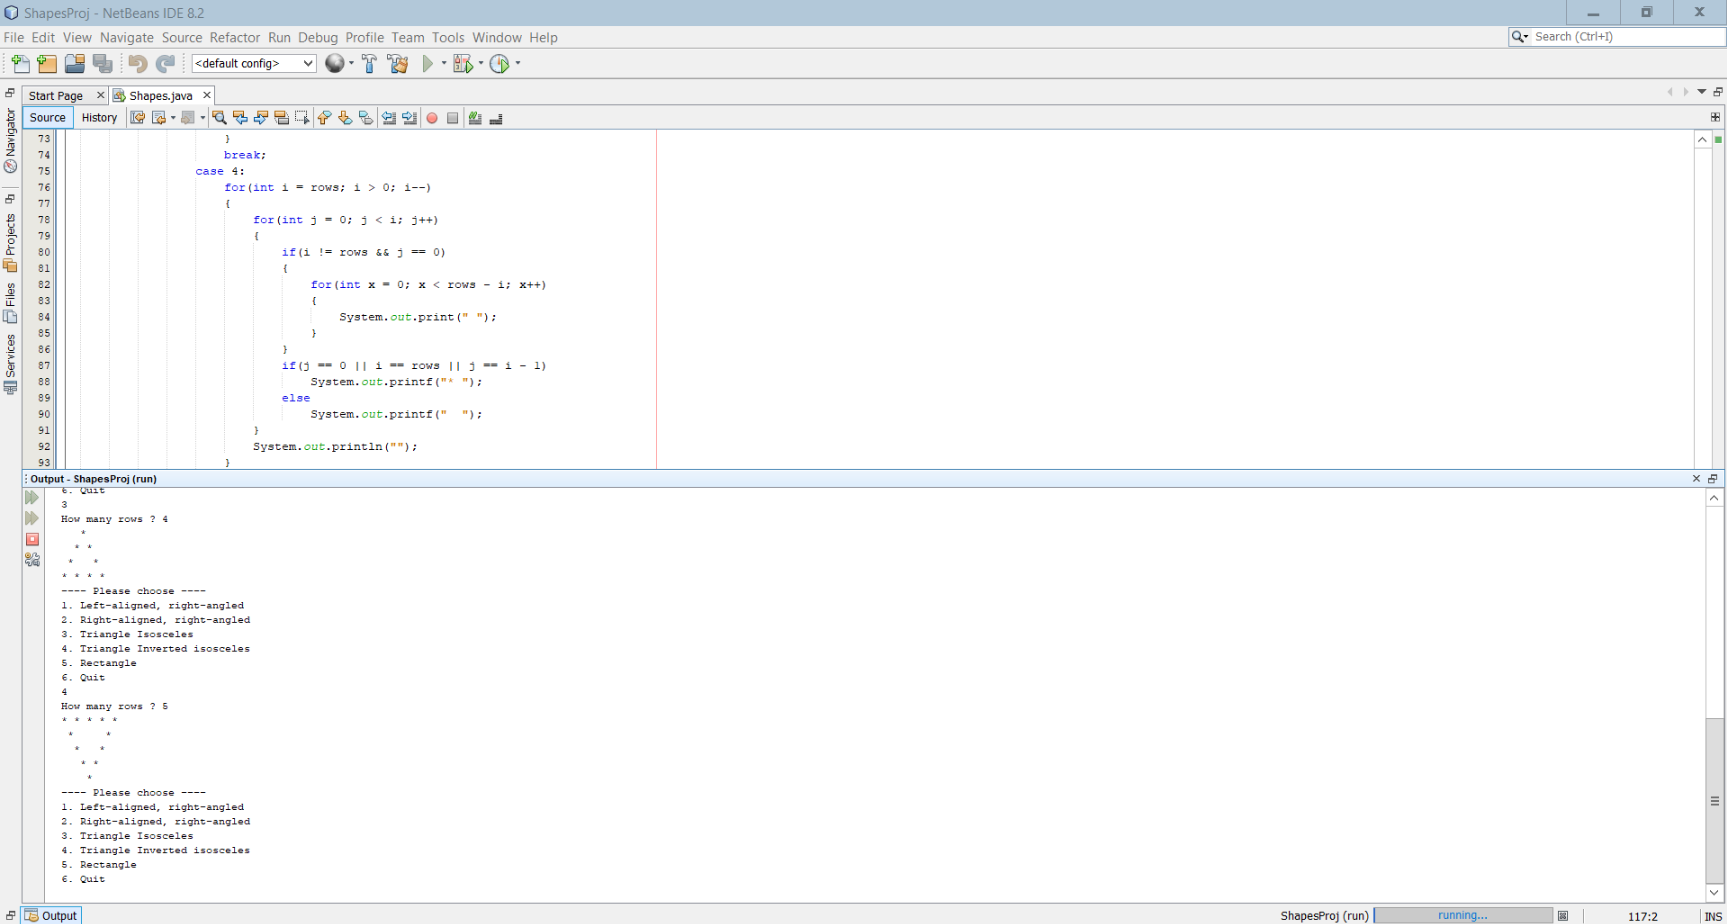 ShapesProj - NetBeans IDE 8.2
File Edit View Navigate Source Refactor Run Debug Profile Team Tools Window Help
Search (Ctrl+I)
<default config>
Start Page
Shapes.java
Source
History
Navigator
Projects
Files
Services
73 }
74 break;
75 case 4:
76 for(int i = rows; i > 0; i--)
77 {
78 for(int j = 0; j < i; j++)
79 {
80 if(i != rows && j == 0)
81 {
82 for(int x = 0; x < rows - i; x++)
83 {
84 System.out.print(" ");
85 }
86 }
87 if(j == 0 || i == rows || j == i - 1)
88 System.out.printf("* ");
89 else
90 System.out.printf("  ");
91 }
92 System.out.println("");
93 }
Output - ShapesProj (run)
6. Quit
3
How many rows ? 4
   *
  * *
 *   *
* * * *
---- Please choose ----
1. Left-aligned, right-angled
2. Right-aligned, right-angled
3. Triangle Isosceles
4. Triangle Inverted isosceles
5. Rectangle
6. Quit
4
How many rows ? 5
* * * * *
 *     *
  *   *
   * *
    *
---- Please choose ----
1. Left-aligned, right-angled
2. Right-aligned, right-angled
3. Triangle Isosceles
4. Triangle Inverted isosceles
5. Rectangle
6. Quit
Output
ShapesProj (run)
running...
117:2
INS